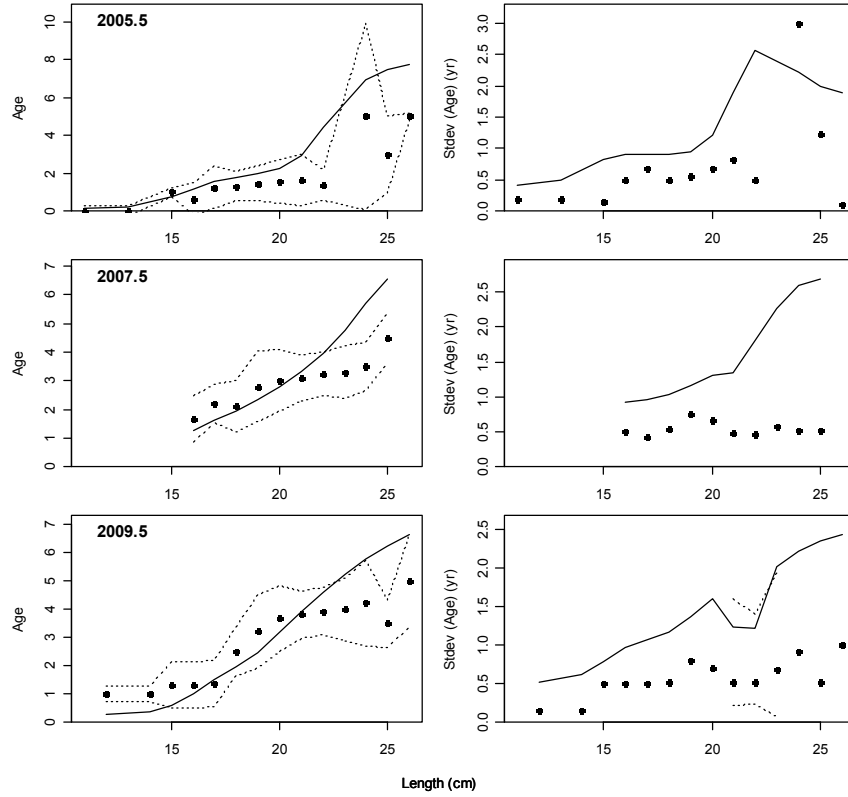 2005.5
Age
0 2 4 6 8 10
15 20 25
Stdev (Age) (yr)
0.0 0.5 1.0 1.5 2.0 2.5 3.0
15 20 25
2007.5
Age
0 1 2 3 4 5 6 7
15 20 25
Stdev (Age) (yr)
0.0 0.5 1.0 1.5 2.0 2.5
15 20 25
2009.5
Age
0 1 2 3 4 5 6 7
15 20 25
Stdev (Age) (yr)
0.0 0.5 1.0 1.5 2.0 2.5
15 20 25
Length (cm)